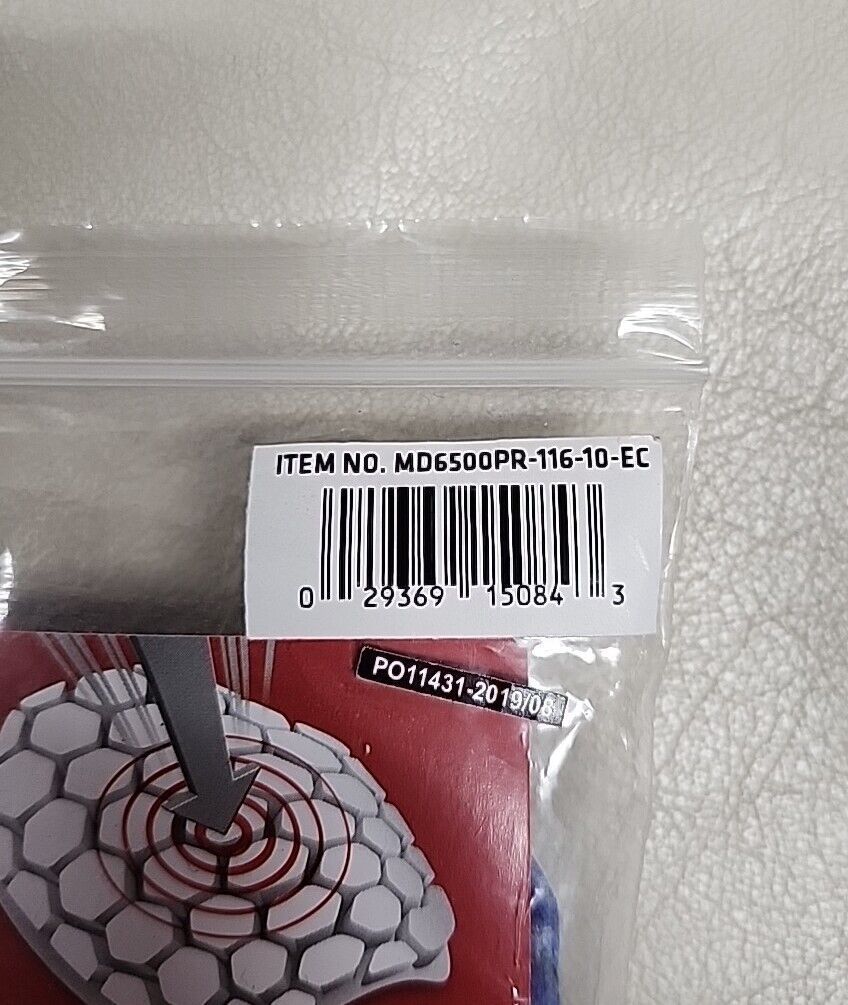 ITEM NO. MD6500PR-116-10-EC
0 29369 15084 3
PO11431-2019/08